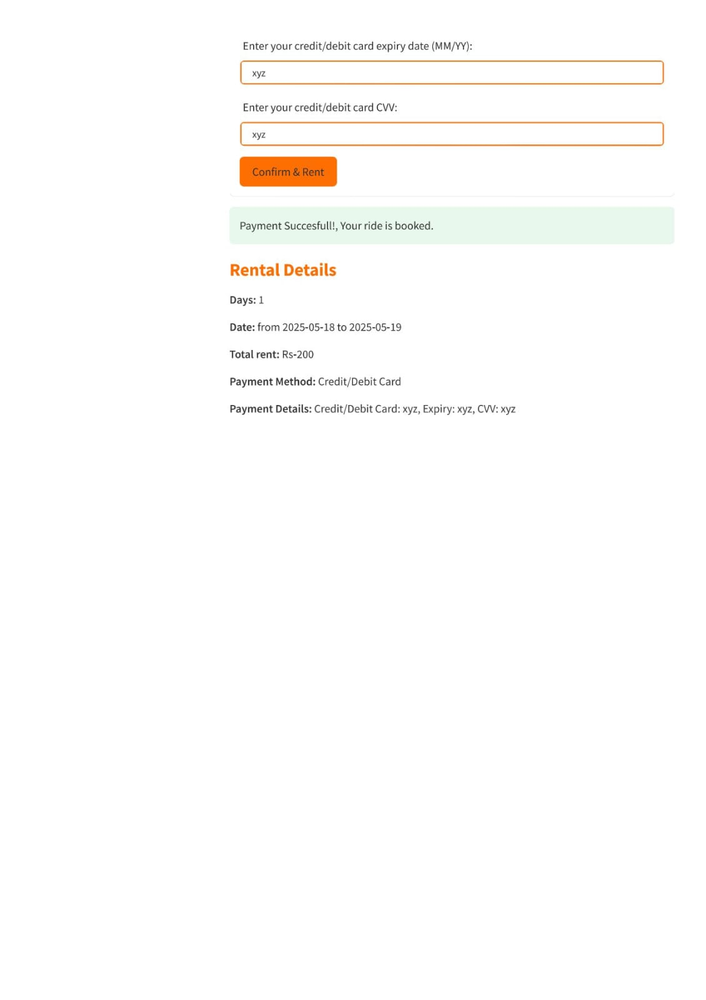 Enter your credit/debit card expiry date (MM/YY):
xyz
Enter your credit/debit card CVV:
xyz
Confirm & Rent
Payment Succesfull!, Your ride is booked.
Rental Details
Days: 1
Date: from 2025-05-18 to 2025-05-19
Total rent: Rs-200
Payment Method: Credit/Debit Card
Payment Details: Credit/Debit Card: xyz, Expiry: xyz, CVV: xyz